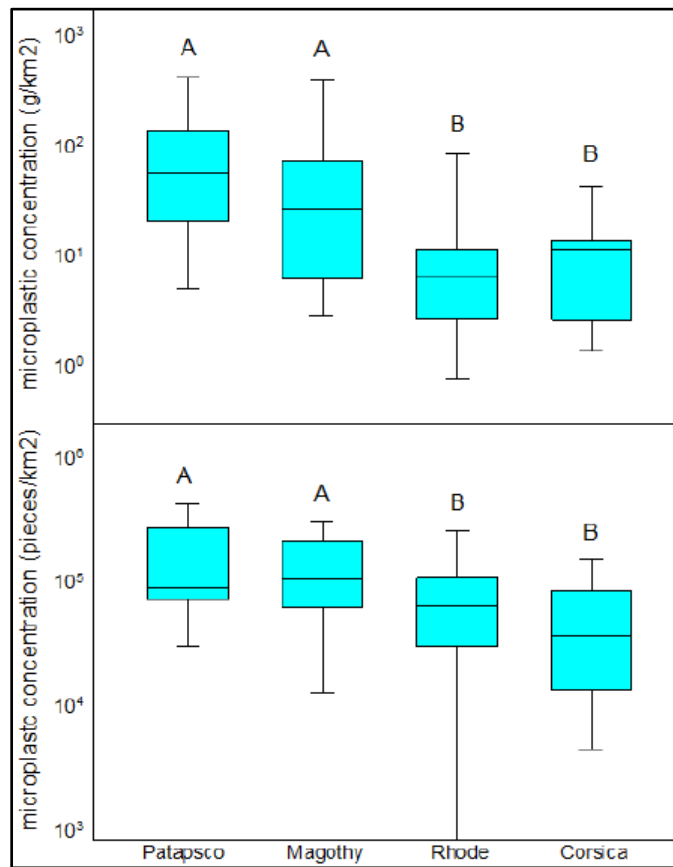 microplastic concentration (g/km2)
10³
10²
10¹
10⁰
A
A
B
B
microplastc concentration (pieces/km2)
10⁶
10⁵
10⁴
10³
A
A
B
B
Patapsco Magothy Rhode Corsica